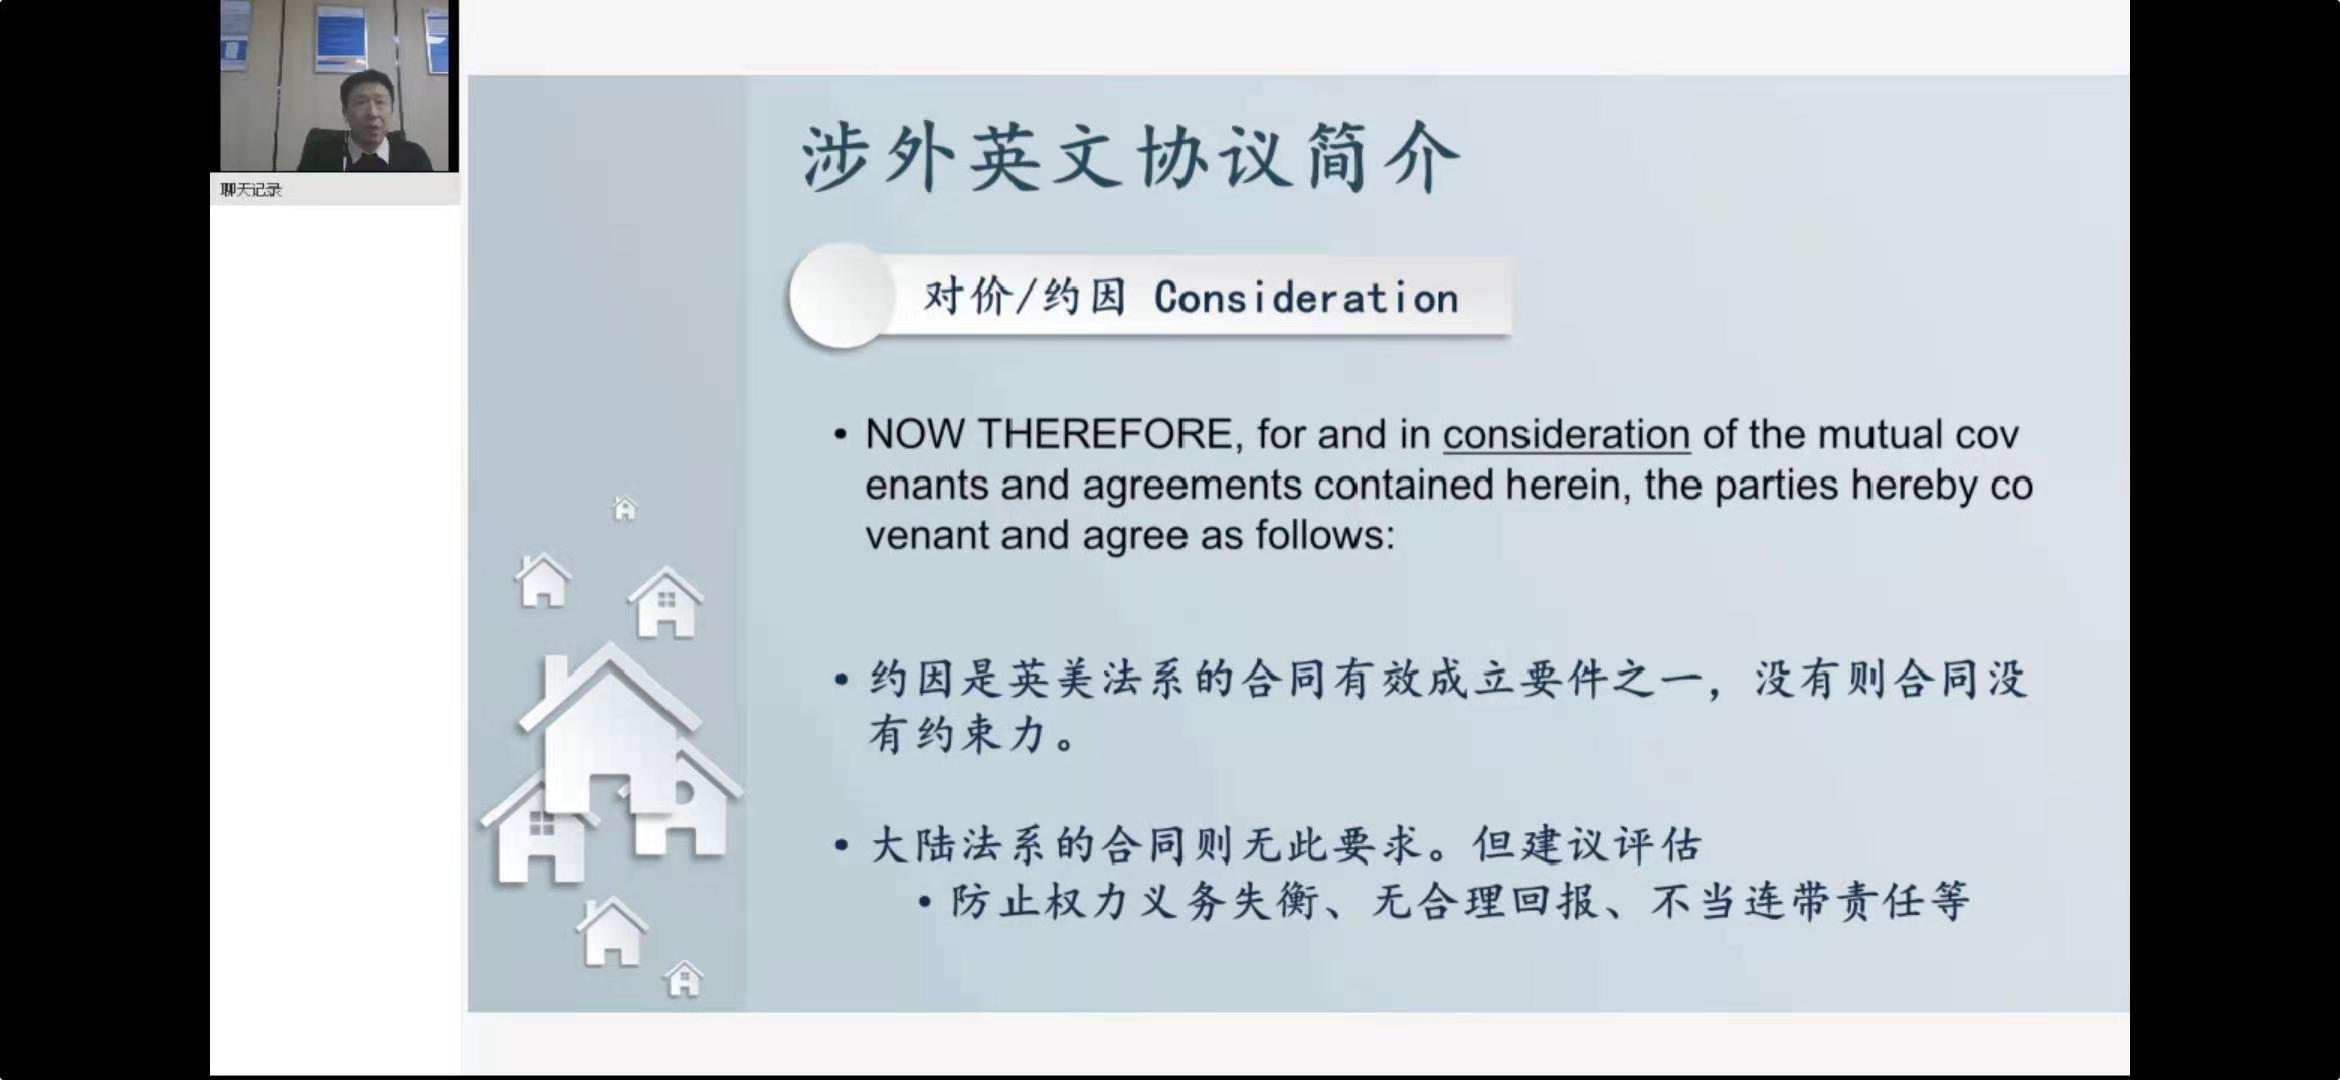 聊天记录
涉外英文协议简介
对价/约因 Consideration
• NOW THEREFORE, for and in consideration of the mutual cov
enants and agreements contained herein, the parties hereby co
venant and agree as follows:
• 约因是英美法系的合同有效成立要件之一，没有则合同没
有约束力。
• 大陆法系的合同则无此要求。但建议评估
• 防止权力义务失衡、无合理回报、不当连带责任等